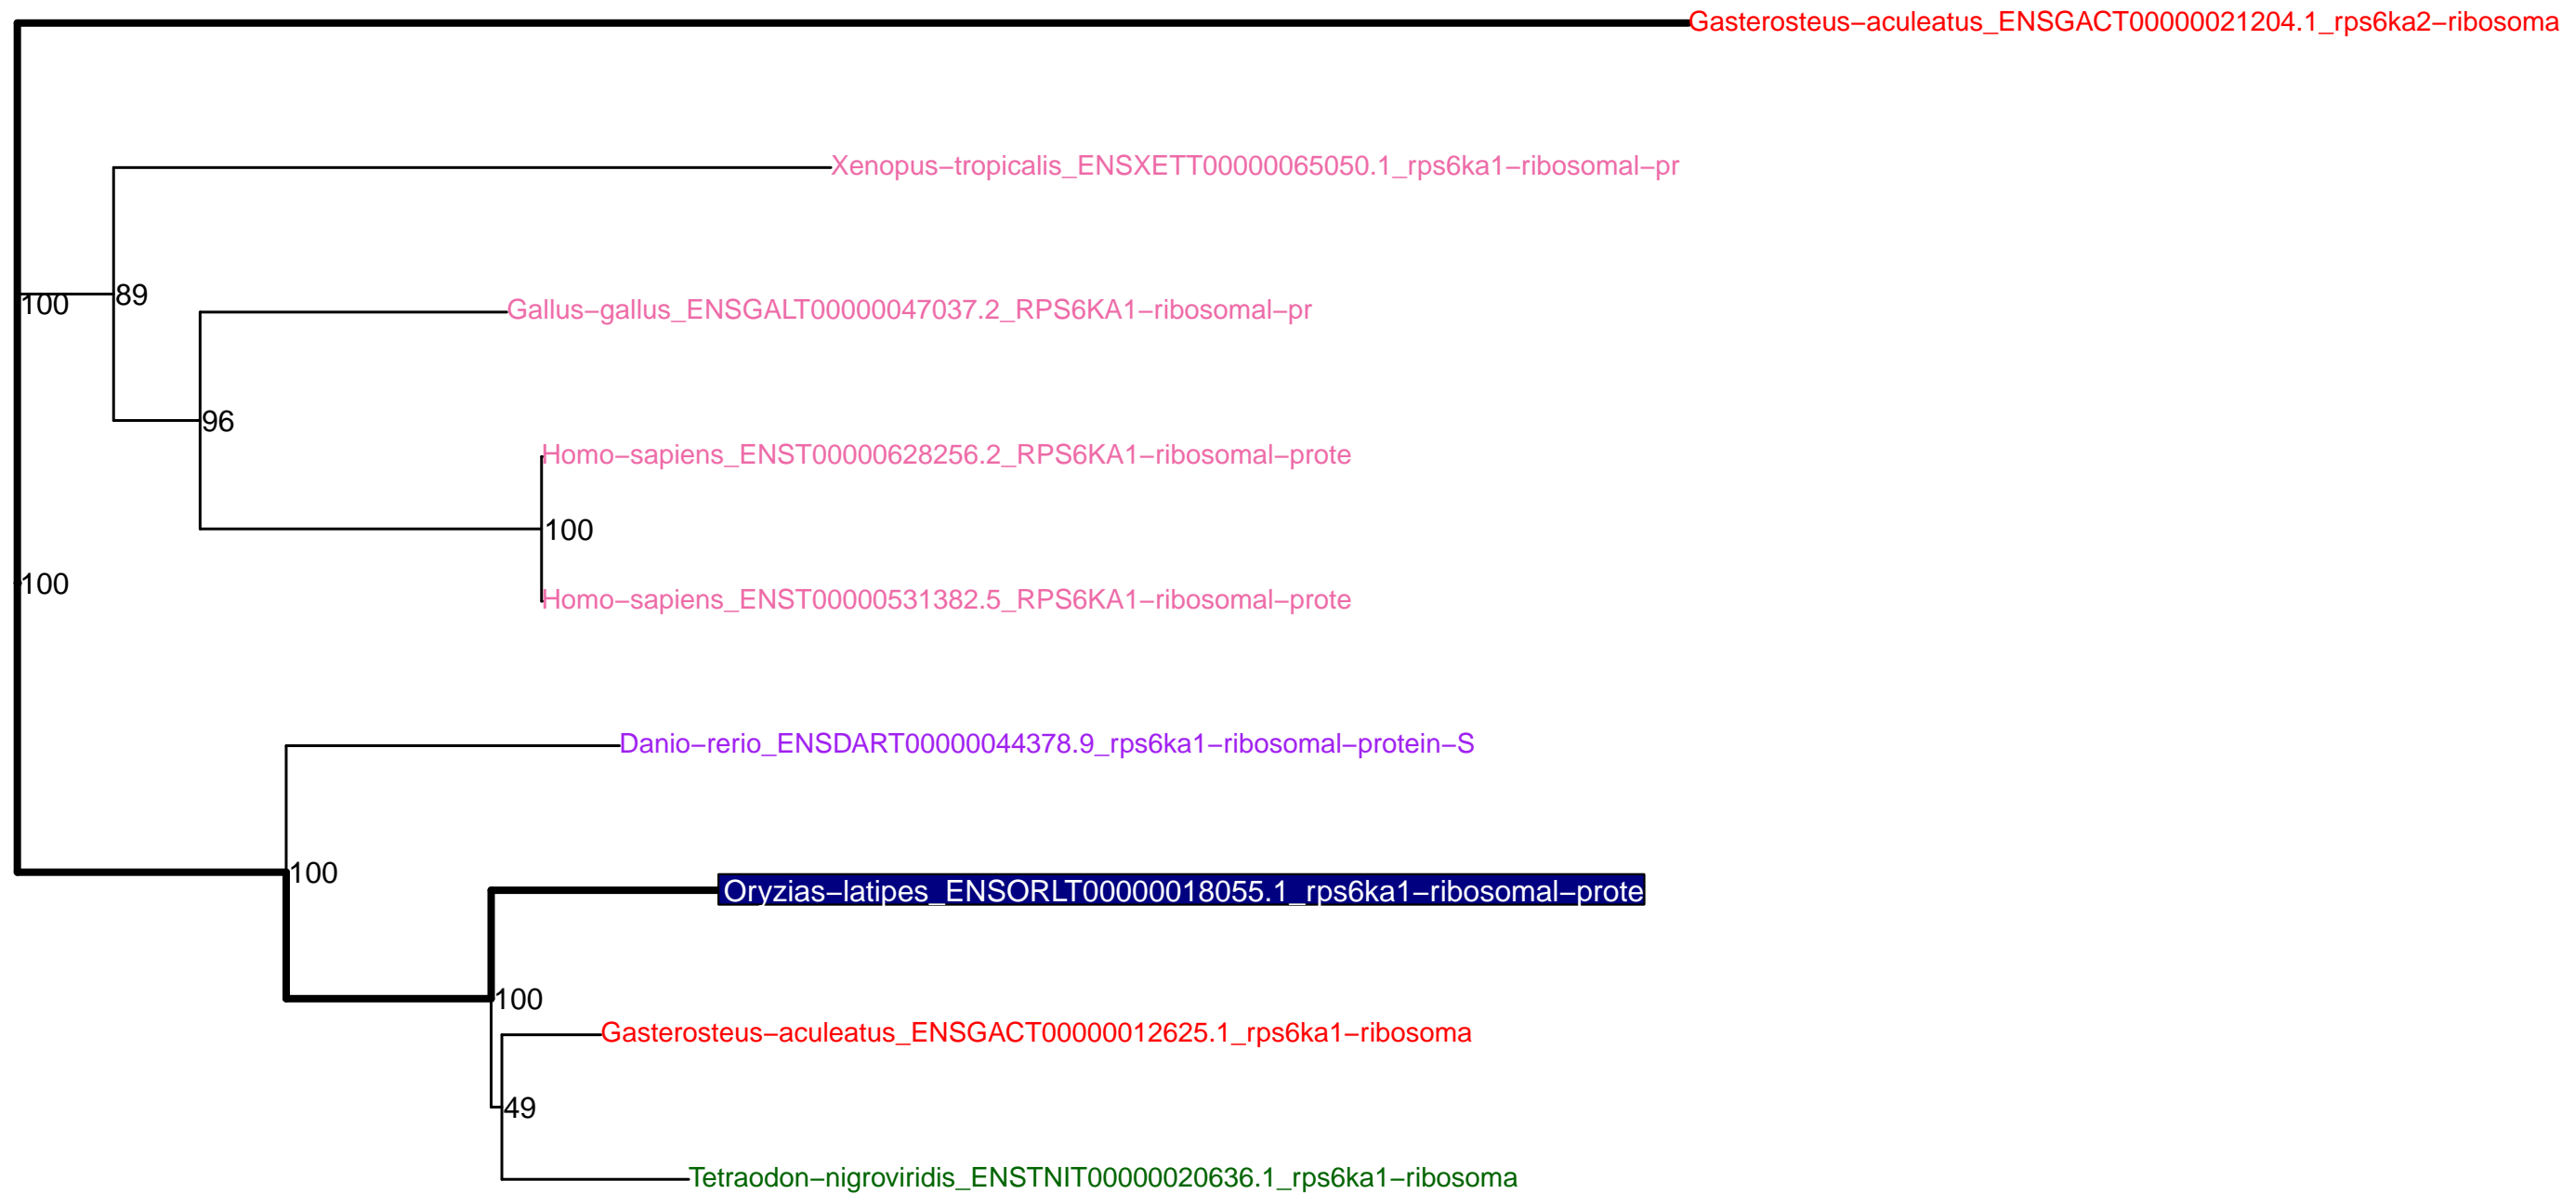 Gasterosteus–aculeatus_ENSGACT00000021204.1_rps6ka2–ribosoma
Xenopus–tropicalis_ENSXETT00000065050.1_rps6ka1–ribosomal–pr
100
89
Gallus–gallus_ENSGALT00000047037.2_RPS6KA1–ribosomal–pr
96
Homo–sapiens_ENST00000628256.2_RPS6KA1–ribosomal–prote
100
100
Homo–sapiens_ENST00000531382.5_RPS6KA1–ribosomal–prote
Danio–rerio_ENSDART00000044378.9_rps6ka1–ribosomal–protein–S
100
Oryzias–latipes_ENSORLT00000018055.1_rps6ka1–ribosomal–prote
100
Gasterosteus–aculeatus_ENSGACT00000012625.1_rps6ka1–ribosoma
49
Tetraodon–nigroviridis_ENSTNIT00000020636.1_rps6ka1–ribosoma